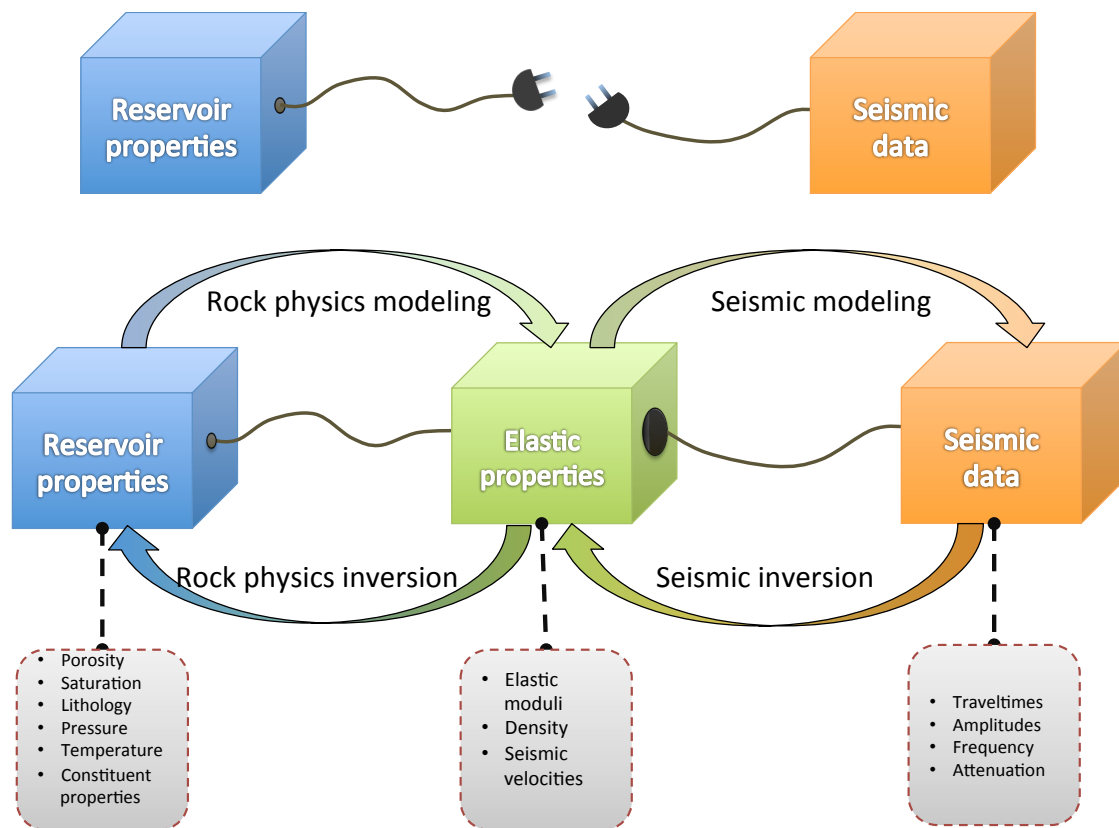 Reservoir
properties
Seismic
data
Rock physics modeling
Seismic modeling
Reservoir
properties
Elastic
properties
Seismic
data
Rock physics inversion
Seismic inversion
• Porosity
• Saturation
• Lithology
• Pressure
• Temperature
• Constituent
properties
• Elastic
moduli
• Density
• Seismic
velocities
• Traveltimes
• Amplitudes
• Frequency
• Attenuation